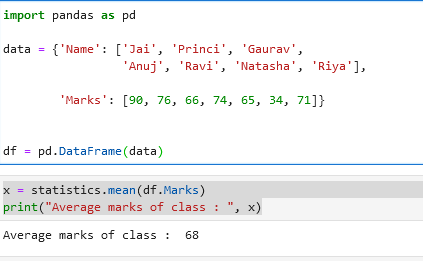 import pandas as pd
data = {'Name': ['Jai', 'Princi', 'Gaurav',
'Anuj', 'Ravi', 'Natasha', 'Riya'],
'Marks': [90, 76, 66, 74, 65, 34, 71]}
df = pd.DataFrame(data)
x = statistics.mean(df.Marks)
print("Average marks of class : ", x)
Average marks of class :  68